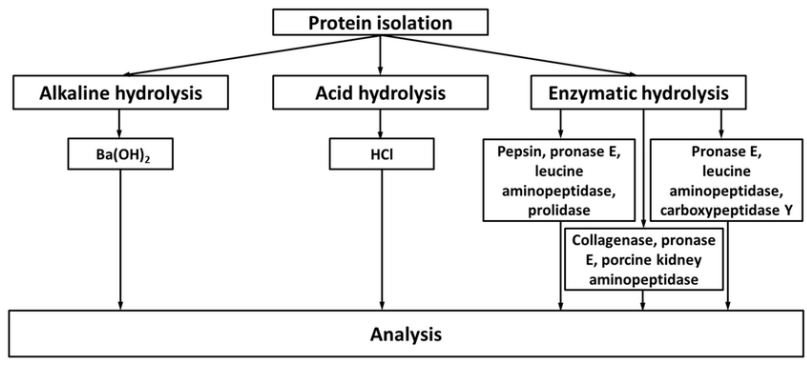 Protein isolation
Alkaline hydrolysis
Acid hydrolysis
Enzymatic hydrolysis
Ba(OH)₂
HCl
Pepsin, pronase E,
leucine
aminopeptidase,
prolidase
Pronase E,
leucine
aminopeptidase,
carboxypeptidase Y
Collagenase, pronase
E, porcine kidney
aminopeptidase
Analysis